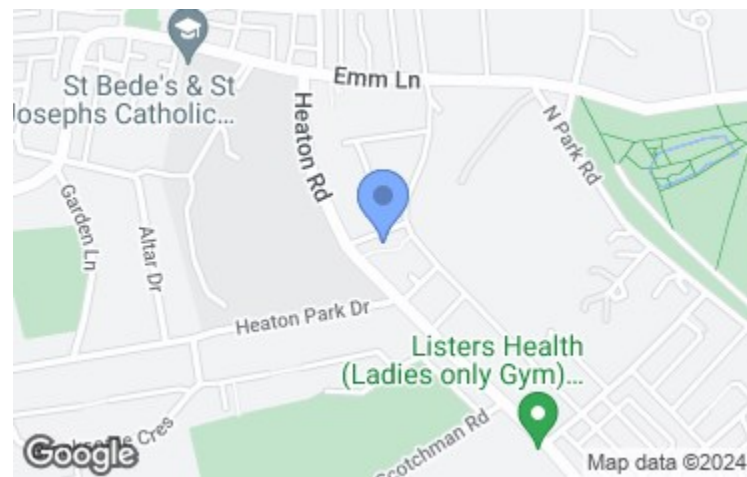 St Bede's & St
Josephs Catholic...
Emm Ln
Heaton Rd
N Park Rd
Garden Ln
Altar Dr
Heaton Park Dr
Listers Health
(Ladies only Gym)...
Cres
Scotchman Rd
Google
Map data ©2024